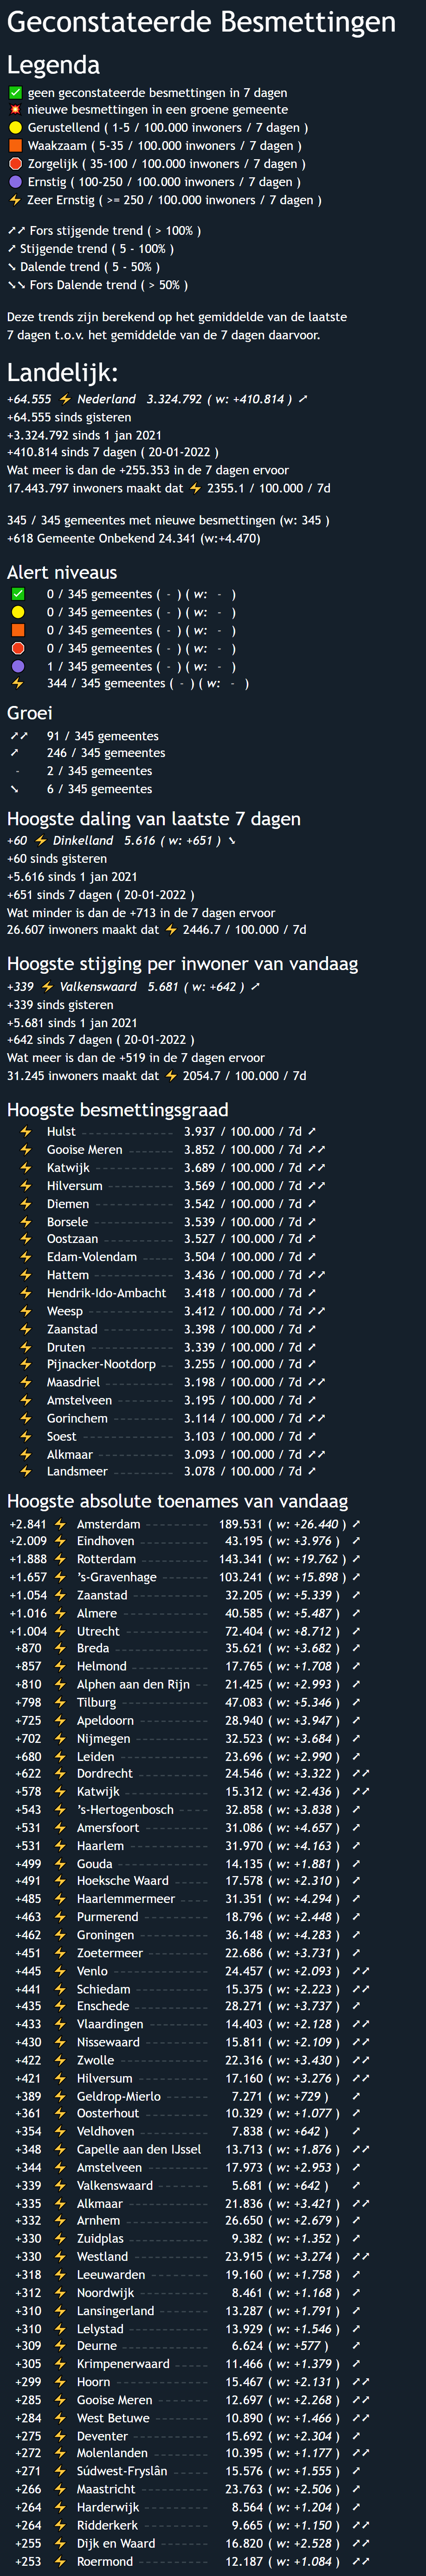 Geconstateerde Besmettingen
Legenda
✅ geen geconstateerde besmettingen in 7 dagen
💥 nieuwe besmettingen in een groene gemeente
🟡 Gerustellend ( 1-5 / 100.000 inwoners / 7 dagen )
🟧 Waakzaam ( 5-35 / 100.000 inwoners / 7 dagen )
🛑 Zorgelijk ( 35-100 / 100.000 inwoners / 7 dagen )
🟣 Ernstig ( 100-250 / 100.000 inwoners / 7 dagen )
⚡ Zeer Ernstig ( >= 250 / 100.000 inwoners / 7 dagen )
➚➚ Fors stijgende trend ( > 100% )
➚ Stijgende trend ( 5 - 100% )
➘ Dalende trend ( 5 - 50% )
➘➘ Fors Dalende trend ( > 50% )
Deze trends zijn berekend op het gemiddelde van de laatste
7 dagen t.o.v. het gemiddelde van de 7 dagen daarvoor.
Landelijk:
+64.555 ⚡ Nederland 3.324.792 ( w: +410.814 ) ➚
+64.555 sinds gisteren
+3.324.792 sinds 1 jan 2021
+410.814 sinds 7 dagen ( 20-01-2022 )
Wat meer is dan de +255.353 in de 7 dagen ervoor
17.443.797 inwoners maakt dat ⚡ 2355.1 / 100.000 / 7d
345 / 345 gemeentes met nieuwe besmettingen (w: 345 )
+618 Gemeente Onbekend 24.341 (w:+4.470)
Alert niveaus
✅ 0 / 345 gemeentes ( - ) ( w: - )
🟡 0 / 345 gemeentes ( - ) ( w: - )
🟧 0 / 345 gemeentes ( - ) ( w: - )
🛑 0 / 345 gemeentes ( - ) ( w: - )
🟣 1 / 345 gemeentes ( - ) ( w: - )
⚡ 344 / 345 gemeentes ( - ) ( w: - )
Groei
➚➚ 91 / 345 gemeentes
➚ 246 / 345 gemeentes
- 2 / 345 gemeentes
➘ 6 / 345 gemeentes
Hoogste daling van laatste 7 dagen
+60 ⚡ Dinkelland 5.616 ( w: +651 ) ➘
+60 sinds gisteren
+5.616 sinds 1 jan 2021
+651 sinds 7 dagen ( 20-01-2022 )
Wat minder is dan de +713 in de 7 dagen ervoor
26.607 inwoners maakt dat ⚡ 2446.7 / 100.000 / 7d
Hoogste stijging per inwoner van vandaag
+339 ⚡ Valkenswaard 5.681 ( w: +642 ) ➚
+339 sinds gisteren
+5.681 sinds 1 jan 2021
+642 sinds 7 dagen ( 20-01-2022 )
Wat meer is dan de +519 in de 7 dagen ervoor
31.245 inwoners maakt dat ⚡ 2054.7 / 100.000 / 7d
Hoogste besmettingsgraad
⚡ Hulst 3.937 / 100.000 / 7d ➚
⚡ Gooise Meren 3.852 / 100.000 / 7d ➚➚
⚡ Katwijk 3.689 / 100.000 / 7d ➚➚
⚡ Hilversum 3.569 / 100.000 / 7d ➚➚
⚡ Diemen 3.542 / 100.000 / 7d ➚
⚡ Borsele 3.539 / 100.000 / 7d ➚
⚡ Oostzaan 3.527 / 100.000 / 7d ➚
⚡ Edam-Volendam 3.504 / 100.000 / 7d ➚
⚡ Hattem 3.436 / 100.000 / 7d ➚➚
⚡ Hendrik-Ido-Ambacht 3.418 / 100.000 / 7d ➚
⚡ Weesp 3.412 / 100.000 / 7d ➚➚
⚡ Zaanstad 3.398 / 100.000 / 7d ➚
⚡ Druten 3.339 / 100.000 / 7d ➚
⚡ Pijnacker-Nootdorp 3.255 / 100.000 / 7d ➚
⚡ Maasdriel 3.198 / 100.000 / 7d ➚➚
⚡ Amstelveen 3.195 / 100.000 / 7d ➚
⚡ Gorinchem 3.114 / 100.000 / 7d ➚➚
⚡ Soest 3.103 / 100.000 / 7d ➚
⚡ Alkmaar 3.093 / 100.000 / 7d ➚➚
⚡ Landsmeer 3.078 / 100.000 / 7d ➚
Hoogste absolute toenames van vandaag
+2.841 ⚡ Amsterdam 189.531 ( w: +26.440 ) ➚
+2.009 ⚡ Eindhoven 43.195 ( w: +3.976 ) ➚
+1.888 ⚡ Rotterdam 143.341 ( w: +19.762 ) ➚
+1.657 ⚡ 's-Gravenhage 103.241 ( w: +15.898 ) ➚
+1.054 ⚡ Zaanstad 32.205 ( w: +5.339 ) ➚
+1.016 ⚡ Almere 40.585 ( w: +5.487 ) ➚
+1.004 ⚡ Utrecht 72.404 ( w: +8.712 ) ➚
+870 ⚡ Breda 35.621 ( w: +3.682 ) ➚
+857 ⚡ Helmond 17.765 ( w: +1.708 ) ➚
+810 ⚡ Alphen aan den Rijn 21.425 ( w: +2.993 ) ➚
+798 ⚡ Tilburg 47.083 ( w: +5.346 ) ➚
+725 ⚡ Apeldoorn 28.940 ( w: +3.947 ) ➚
+702 ⚡ Nijmegen 32.523 ( w: +3.684 ) ➚
+680 ⚡ Leiden 23.696 ( w: +2.990 ) ➚
+622 ⚡ Dordrecht 24.546 ( w: +3.322 ) ➚➚
+578 ⚡ Katwijk 15.312 ( w: +2.436 ) ➚➚
+543 ⚡ 's-Hertogenbosch 32.858 ( w: +3.838 ) ➚
+531 ⚡ Amersfoort 31.086 ( w: +4.657 ) ➚
+531 ⚡ Haarlem 31.970 ( w: +4.163 ) ➚
+499 ⚡ Gouda 14.135 ( w: +1.881 ) ➚
+491 ⚡ Hoeksche Waard 17.578 ( w: +2.310 ) ➚
+485 ⚡ Haarlemmermeer 31.351 ( w: +4.294 ) ➚
+463 ⚡ Purmerend 18.796 ( w: +2.448 ) ➚
+462 ⚡ Groningen 36.148 ( w: +4.283 ) ➚
+451 ⚡ Zoetermeer 22.686 ( w: +3.731 ) ➚
+445 ⚡ Venlo 24.457 ( w: +2.093 ) ➚➚
+441 ⚡ Schiedam 15.375 ( w: +2.223 ) ➚➚
+435 ⚡ Enschede 28.271 ( w: +3.737 ) ➚
+433 ⚡ Vlaardingen 14.403 ( w: +2.128 ) ➚➚
+430 ⚡ Nissewaard 15.811 ( w: +2.109 ) ➚➚
+422 ⚡ Zwolle 22.316 ( w: +3.430 ) ➚➚
+421 ⚡ Hilversum 17.160 ( w: +3.276 ) ➚➚
+389 ⚡ Geldrop-Mierlo 7.271 ( w: +729 ) ➚
+361 ⚡ Oosterhout 10.329 ( w: +1.077 ) ➚
+354 ⚡ Veldhoven 7.838 ( w: +642 ) ➚
+348 ⚡ Capelle aan den IJssel 13.713 ( w: +1.876 ) ➚➚
+344 ⚡ Amstelveen 17.973 ( w: +2.953 ) ➚
+339 ⚡ Valkenswaard 5.681 ( w: +642 ) ➚
+335 ⚡ Alkmaar 21.836 ( w: +3.421 ) ➚➚
+332 ⚡ Arnhem 26.650 ( w: +2.679 ) ➚
+330 ⚡ Zuidplas 9.382 ( w: +1.352 ) ➚
+330 ⚡ Westland 23.915 ( w: +3.274 ) ➚➚
+318 ⚡ Leeuwarden 19.160 ( w: +1.758 ) ➚
+312 ⚡ Noordwijk 8.461 ( w: +1.168 ) ➚
+310 ⚡ Lansingerland 13.287 ( w: +1.791 ) ➚
+310 ⚡ Lelystad 13.929 ( w: +1.546 ) ➚
+309 ⚡ Deurne 6.624 ( w: +577 ) ➚
+305 ⚡ Krimpenerwaard 11.466 ( w: +1.379 ) ➚
+299 ⚡ Hoorn 15.467 ( w: +2.131 ) ➚➚
+285 ⚡ Gooise Meren 12.697 ( w: +2.268 ) ➚➚
+284 ⚡ West Betuwe 10.890 ( w: +1.466 ) ➚➚
+275 ⚡ Deventer 15.692 ( w: +2.304 ) ➚
+272 ⚡ Molenlanden 10.395 ( w: +1.177 ) ➚➚
+271 ⚡ Súdwest-Fryslân 15.576 ( w: +1.555 ) ➚
+266 ⚡ Maastricht 23.763 ( w: +2.506 ) ➚
+264 ⚡ Harderwijk 8.564 ( w: +1.204 ) ➚
+264 ⚡ Ridderkerk 9.665 ( w: +1.150 ) ➚➚
+255 ⚡ Dijk en Waard 16.820 ( w: +2.528 ) ➚➚
+253 ⚡ Roermond 12.187 ( w: +1.084 ) ➚➚